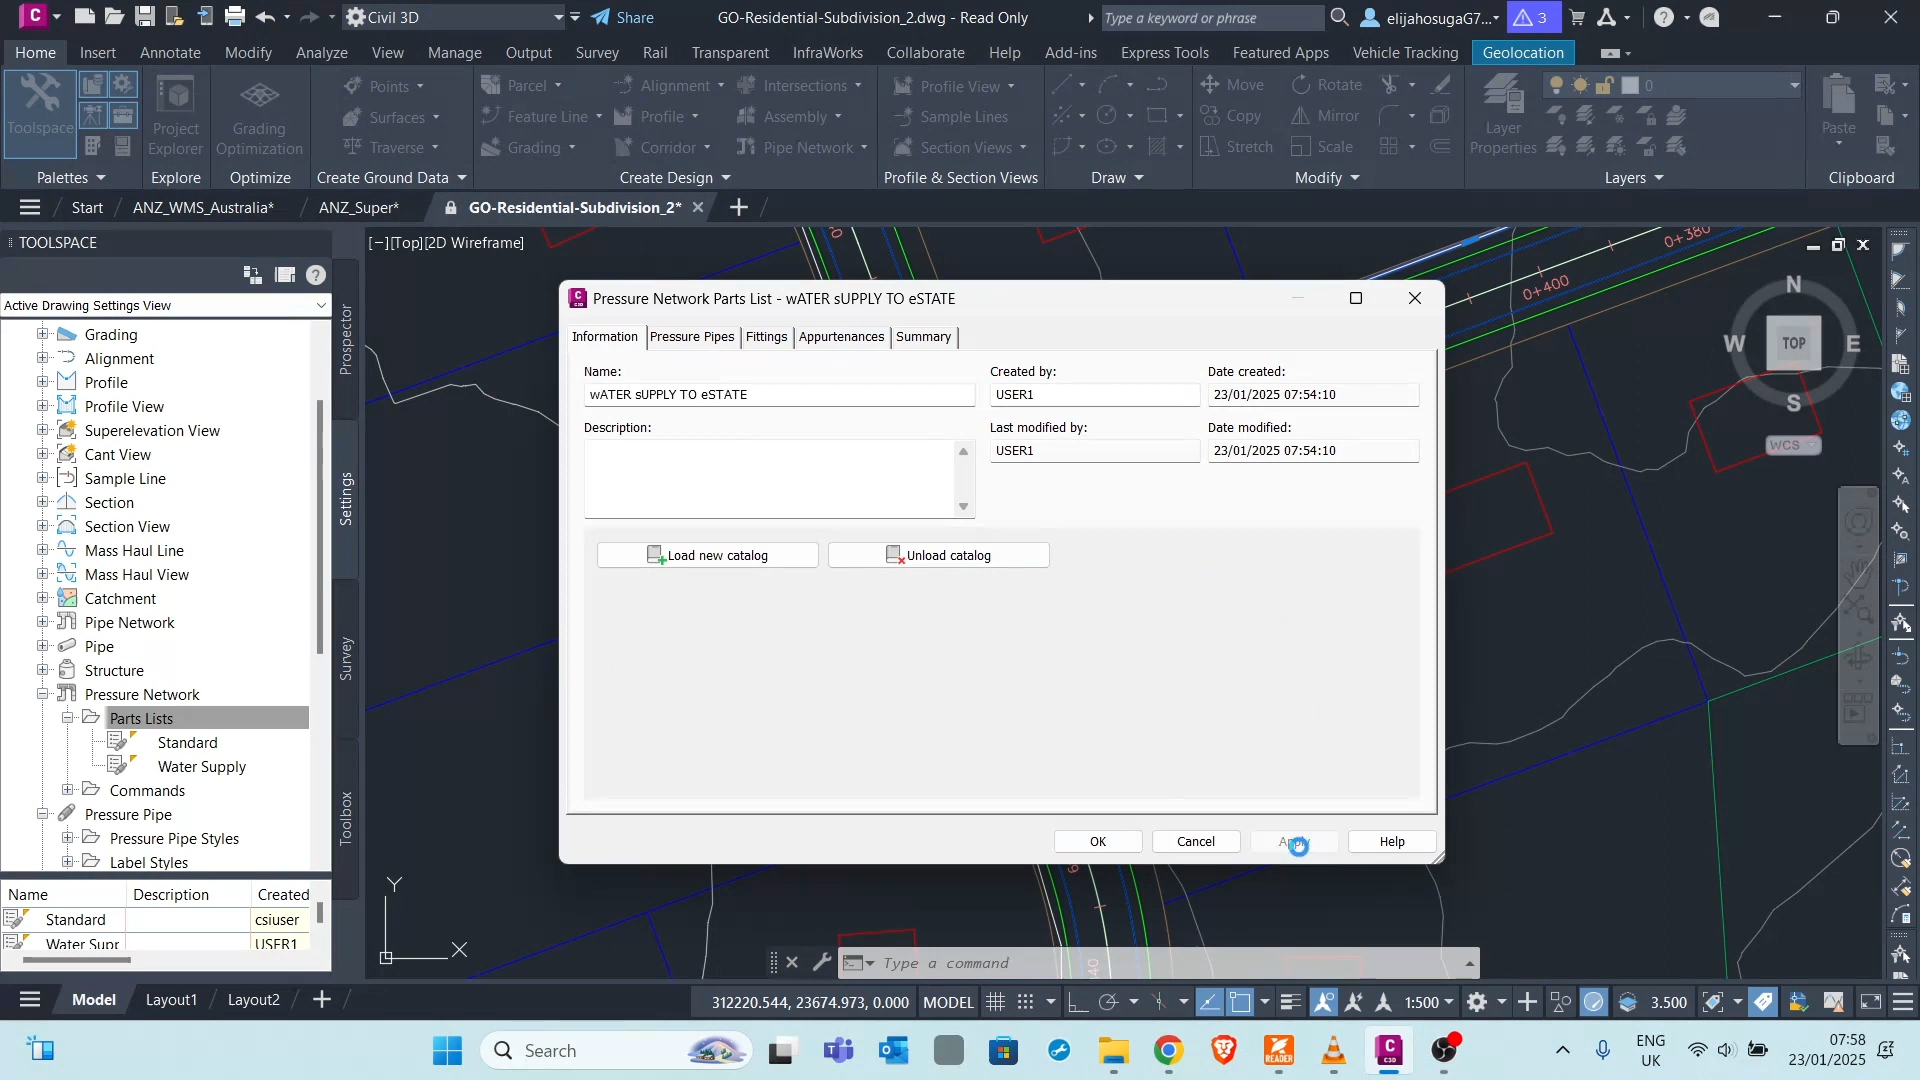 C
Civil 3D
Share
GO-Residential-Subdivision_2.dwg - Read Only
Type a keyword or phrase
elijahosugaG7...
3
Home Insert Annotate Modify Analyze View Manage Output Survey Rail Transparent InfraWorks Collaborate Help Add-ins Express Tools Featured Apps Vehicle Tracking Geolocation
Toolspace
Project
Explorer
Grading
Optimization
Points
Surfaces
Traverse
Parcel
Feature Line
Grading
Alignment
Profile
Corridor
Intersections
Assembly
Pipe Network
Profile View
Sample Lines
Section Views
Move
Copy
Stretch
Rotate
Mirror
Scale
Layer
Properties
0
Paste
Palettes Explore Optimize Create Ground Data Create Design Profile & Section Views Draw Modify Layers Clipboard
Start ANZ_WMS_Australia* ANZ_Super* GO-Residential-Subdivision_2*
TOOLSPACE
[−][Top][2D Wireframe]
Active Drawing Settings View
Grading
Alignment
Profile
Profile View
Superelevation View
Cant View
Sample Line
Section
Section View
Mass Haul Line
Mass Haul View
Catchment
Pipe Network
Pipe
Structure
Pressure Network
Parts Lists
Standard
Water Supply
Commands
Pressure Pipe
Pressure Pipe Styles
Label Styles
Prospector
Settings
Survey
Toolbox
Name Description Created
Standard csiuser
Water Supp USER1
0+380
0+400
N
W TOP E
S
WCS
Pressure Network Parts List - wATER sUPPLY TO eSTATE
Information Pressure Pipes Fittings Appurtenances Summary
Name: Created by: Date created:
wATER sUPPLY TO eSTATE USER1 23/01/2025 07:54:10
Description: Last modified by: Date modified:
USER1 23/01/2025 07:54:10
Load new catalog Unload catalog
OK Cancel Apply Help
Y
X
Type a command
Model Layout1 Layout2
312220.544, 23674.973, 0.000 MODEL 1:500 3.500
Search
READER
C3D
ENG
UK
07:58
23/01/2025